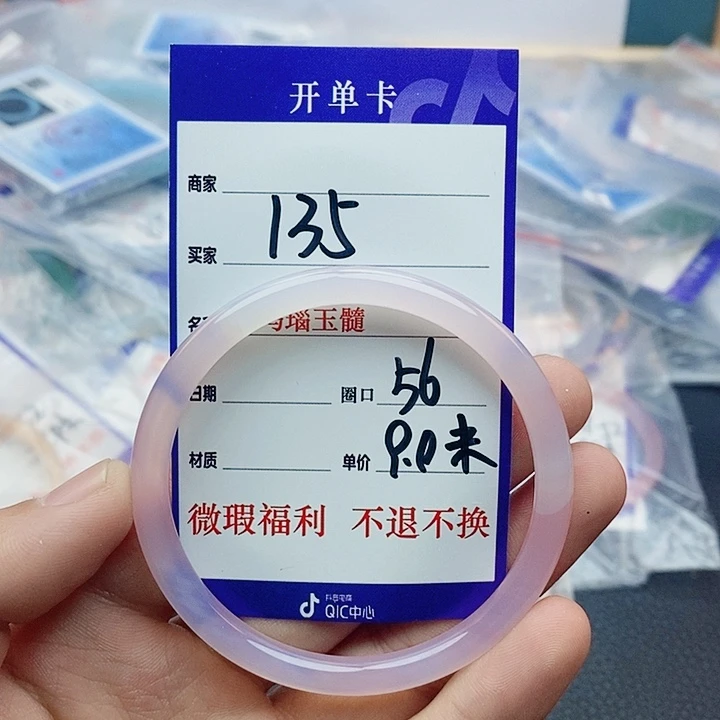 开单卡
商家
买家 135
名 玛瑙玉髓
日期 圈口 56
材质 单价 9.0米
微瑕福利 不退不换
抖音电商
QIC中心